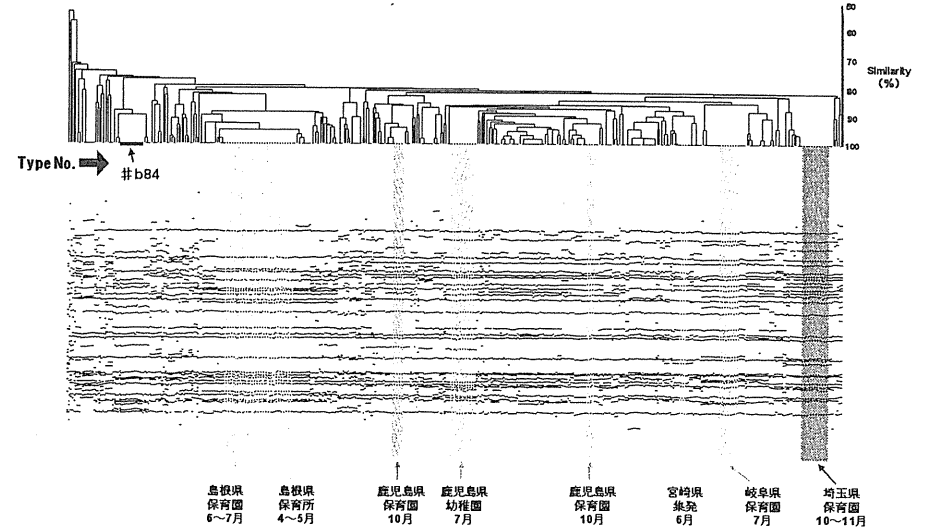 50
60
70
80
90
100
Similarity
(%)
Type No.
#b84
島根県
保育園
6～7月
島根県
保育所
4～5月
鹿児島県
保育園
10月
鹿児島県
幼稚園
7月
鹿児島県
保育園
10月
宮崎県
集発
6月
岐阜県
保育園
7月
埼玉県
保育園
10～11月